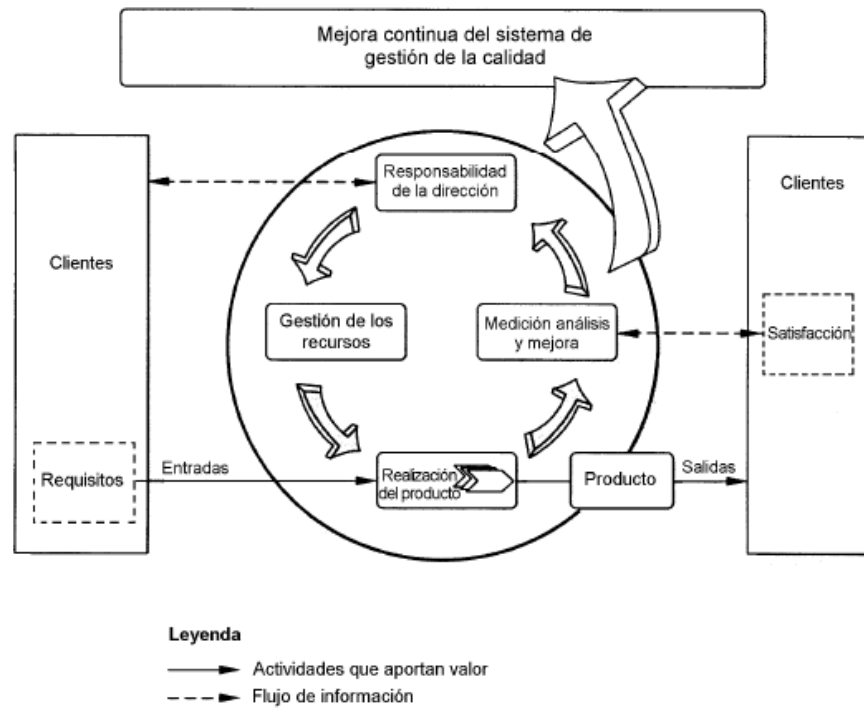 Mejora continua del sistema de
gestión de la calidad
Responsabilidad
de la dirección
Clientes
Clientes
Gestión de los
recursos
Medición análisis
y mejora
Satisfacción
Requisitos
Entradas
Realización
del producto
Producto
Salidas
Leyenda
Actividades que aportan valor
Flujo de información